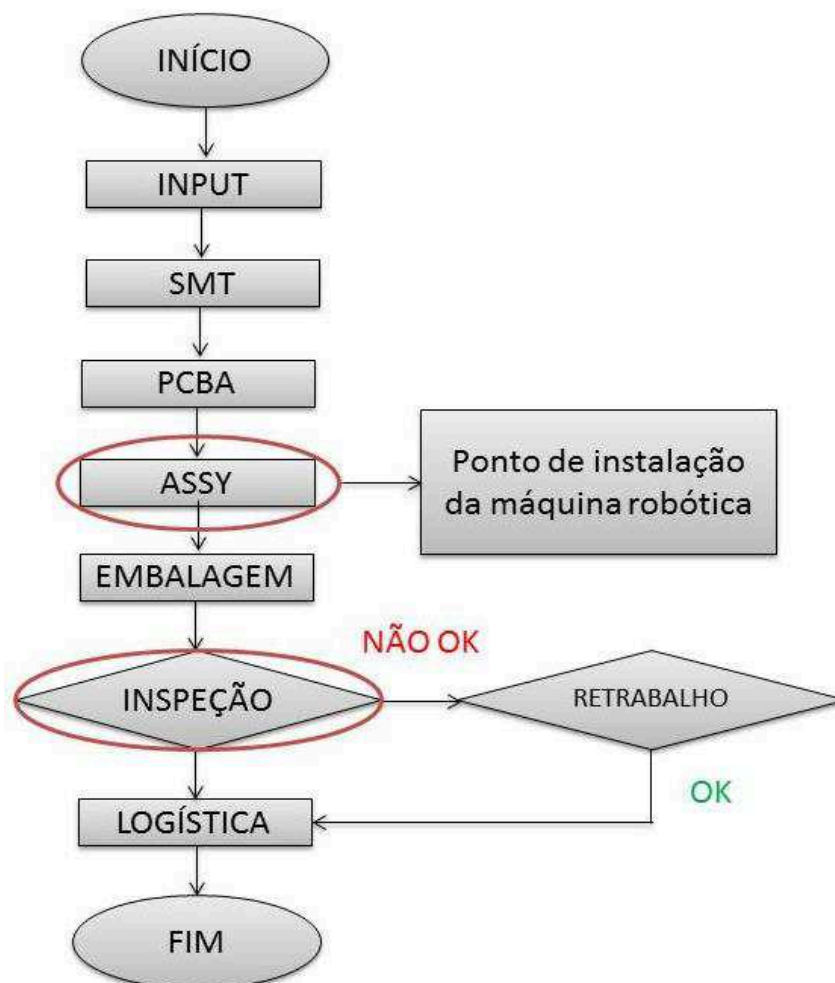 INÍCIO
INPUT
SMT
PCBA
ASSY
Ponto de instalação
da máquina robótica
EMBALAGEM
NÃO OK
INSPEÇÃO
RETRABALHO
OK
LOGÍSTICA
FIM